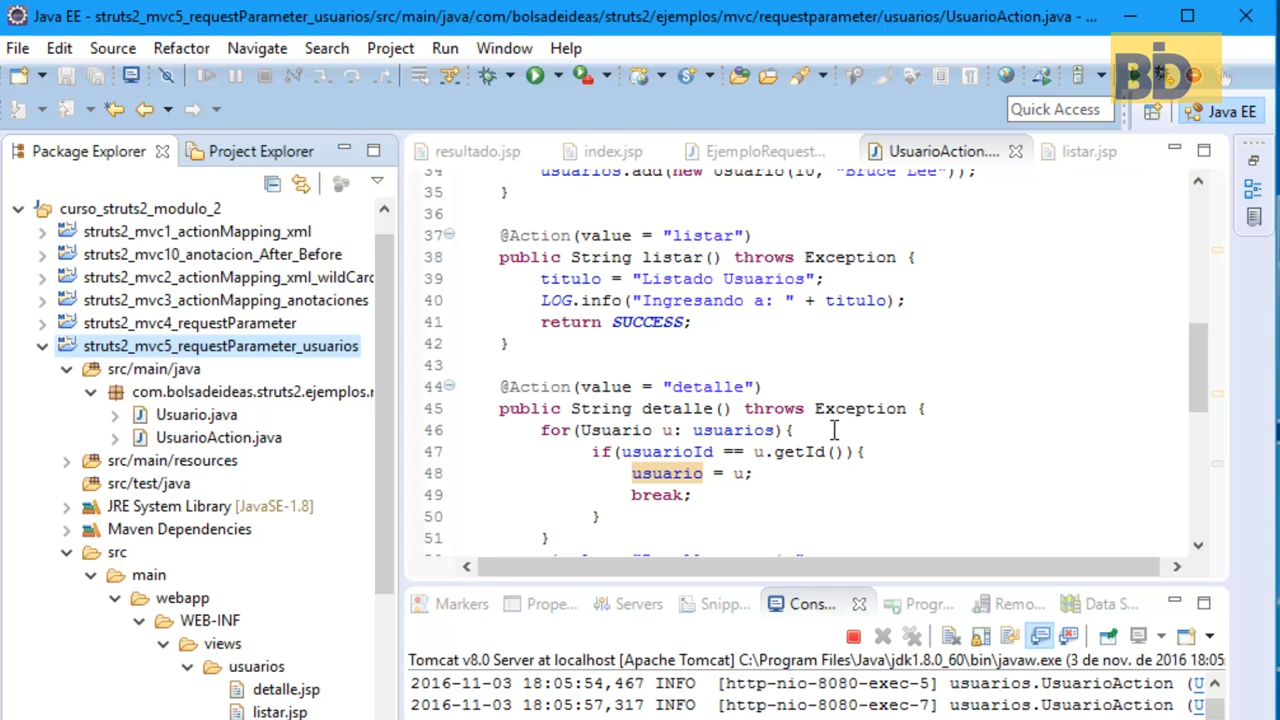 Java EE - struts2_mvc5_requestParameter_usuarios/src/main/java/com/bolsadeideas/struts2/ejemplos/mvc/requestparameter/usuarios/UsuarioAction.java - ...
File Edit Source Refactor Navigate Search Project Run Window Help
BD
Quick Access
Java EE
Package Explorer
Project Explorer
resultado.jsp
index.jsp
EjemploRequest...
UsuarioAction....
listar.jsp
curso_struts2_modulo_2
struts2_mvc1_actionMapping_xml
struts2_mvc10_anotacion_After_Before
struts2_mvc2_actionMapping_xml_wildCarc
struts2_mvc3_actionMapping_anotaciones
struts2_mvc4_requestParameter
struts2_mvc5_requestParameter_usuarios
src/main/java
com.bolsadeideas.struts2.ejemplos.r
Usuario.java
UsuarioAction.java
src/main/resources
src/test/java
JRE System Library [JavaSE-1.8]
Maven Dependencies
src
main
webapp
WEB-INF
views
usuarios
detalle.jsp
listar.jsp
34 usuarios.add(new Usuario(10, "Bruce Lee"));
35 }
36
37 @Action(value = "listar")
38 public String listar() throws Exception {
39 titulo = "Listado Usuarios";
40 LOG.info("Ingresando a: " + titulo);
41 return SUCCESS;
42 }
43
44 @Action(value = "detalle")
45 public String detalle() throws Exception {
46 for(Usuario u: usuarios){
47 if(usuarioId == u.getId()){
48 usuario = u;
49 break;
50 }
51 }
Markers
Prope...
Servers
Snipp...
Cons...
Progr...
Remo...
Data S...
Tomcat v8.0 Server at localhost [Apache Tomcat] C:\Program Files\Java\jdk1.8.0_60\bin\javaw.exe (3 de nov. de 2016 18:05
2016-11-03 18:05:54,467 INFO [http-nio-8080-exec-5] usuarios.UsuarioAction (U
2016-11-03 18:05:57,317 INFO [http-nio-8080-exec-7] usuarios.UsuarioAction (U